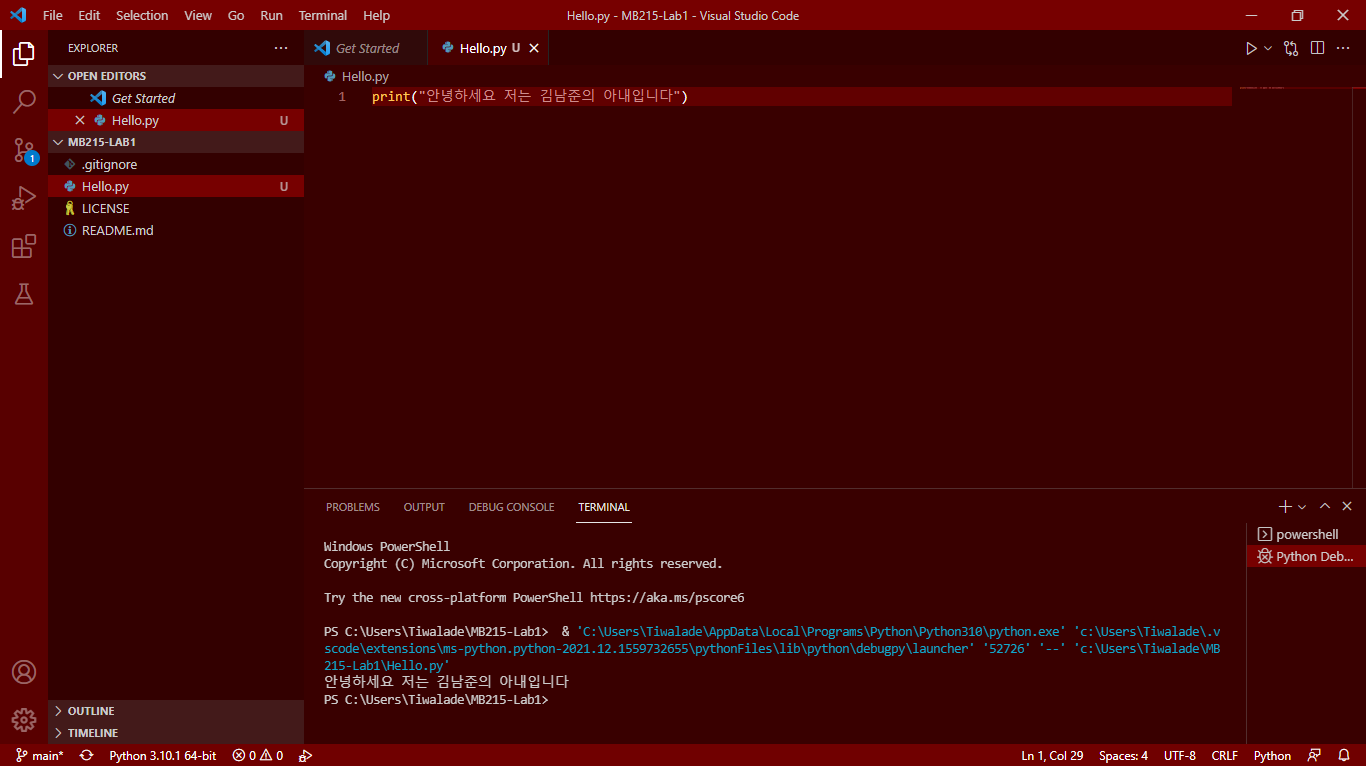 File Edit Selection View Go Run Terminal Help
Hello.py - MB215-Lab1 - Visual Studio Code
EXPLORER
OPEN EDITORS
Get Started
Hello.py U
MB215-LAB1
.gitignore
Hello.py U
LICENSE
README.md
OUTLINE
TIMELINE
1
Get Started Hello.py U
Hello.py
1 print("안녕하세요 저는 김남준의 아내입니다")
PROBLEMS OUTPUT DEBUG CONSOLE TERMINAL
Windows PowerShell
Copyright (C) Microsoft Corporation. All rights reserved.
Try the new cross-platform PowerShell https://aka.ms/pscore6
PS C:\Users\Tiwalade\MB215-Lab1> & 'C:\Users\Tiwalade\AppData\Local\Programs\Python\Python310\python.exe' 'c:\Users\Tiwalade\.v
scode\extensions\ms-python.python-2021.12.1559732655\pythonFiles\lib\python\debugpy\launcher' '52726' '--' 'c:\Users\Tiwalade\MB
215-Lab1\Hello.py'
안녕하세요 저는 김남준의 아내입니다
PS C:\Users\Tiwalade\MB215-Lab1>
powershell
Python Deb...
main* Python 3.10.1 64-bit 0 0 Ln 1, Col 29 Spaces: 4 UTF-8 CRLF Python